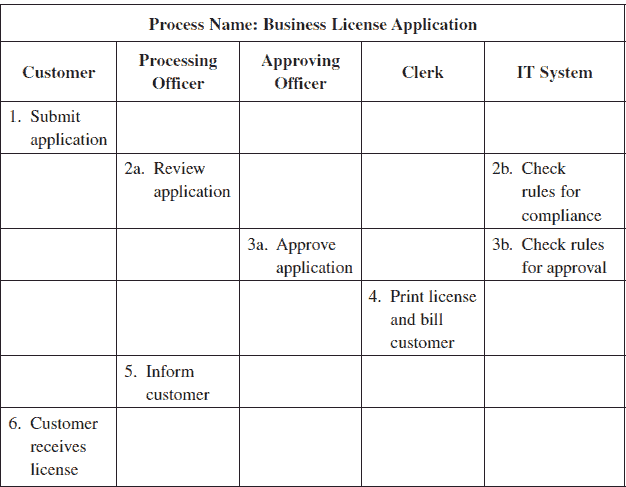 Process Name: Business License Application
Customer
Processing
Officer
Approving
Officer
Clerk
IT System
1. Submit
application
2a. Review
application
2b. Check
rules for
compliance
3a. Approve
application
3b. Check rules
for approval
4. Print license
and bill
customer
5. Inform
customer
6. Customer
receives
license